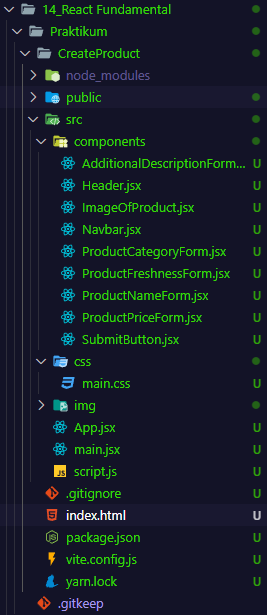 14_React Fundamental
Praktikum
CreateProduct
node_modules
public
src
components
AdditionalDescriptionForm... U
Header.jsx U
ImageOfProduct.jsx U
Navbar.jsx U
ProductCategoryForm.jsx U
ProductFreshnessForm.jsx U
ProductNameForm.jsx U
ProductPriceForm.jsx U
SubmitButton.jsx U
css
main.css U
img
App.jsx U
main.jsx U
JS script.js U
.gitignore U
index.html U
package.json U
vite.config.js U
yarn.lock U
.gitkeep U